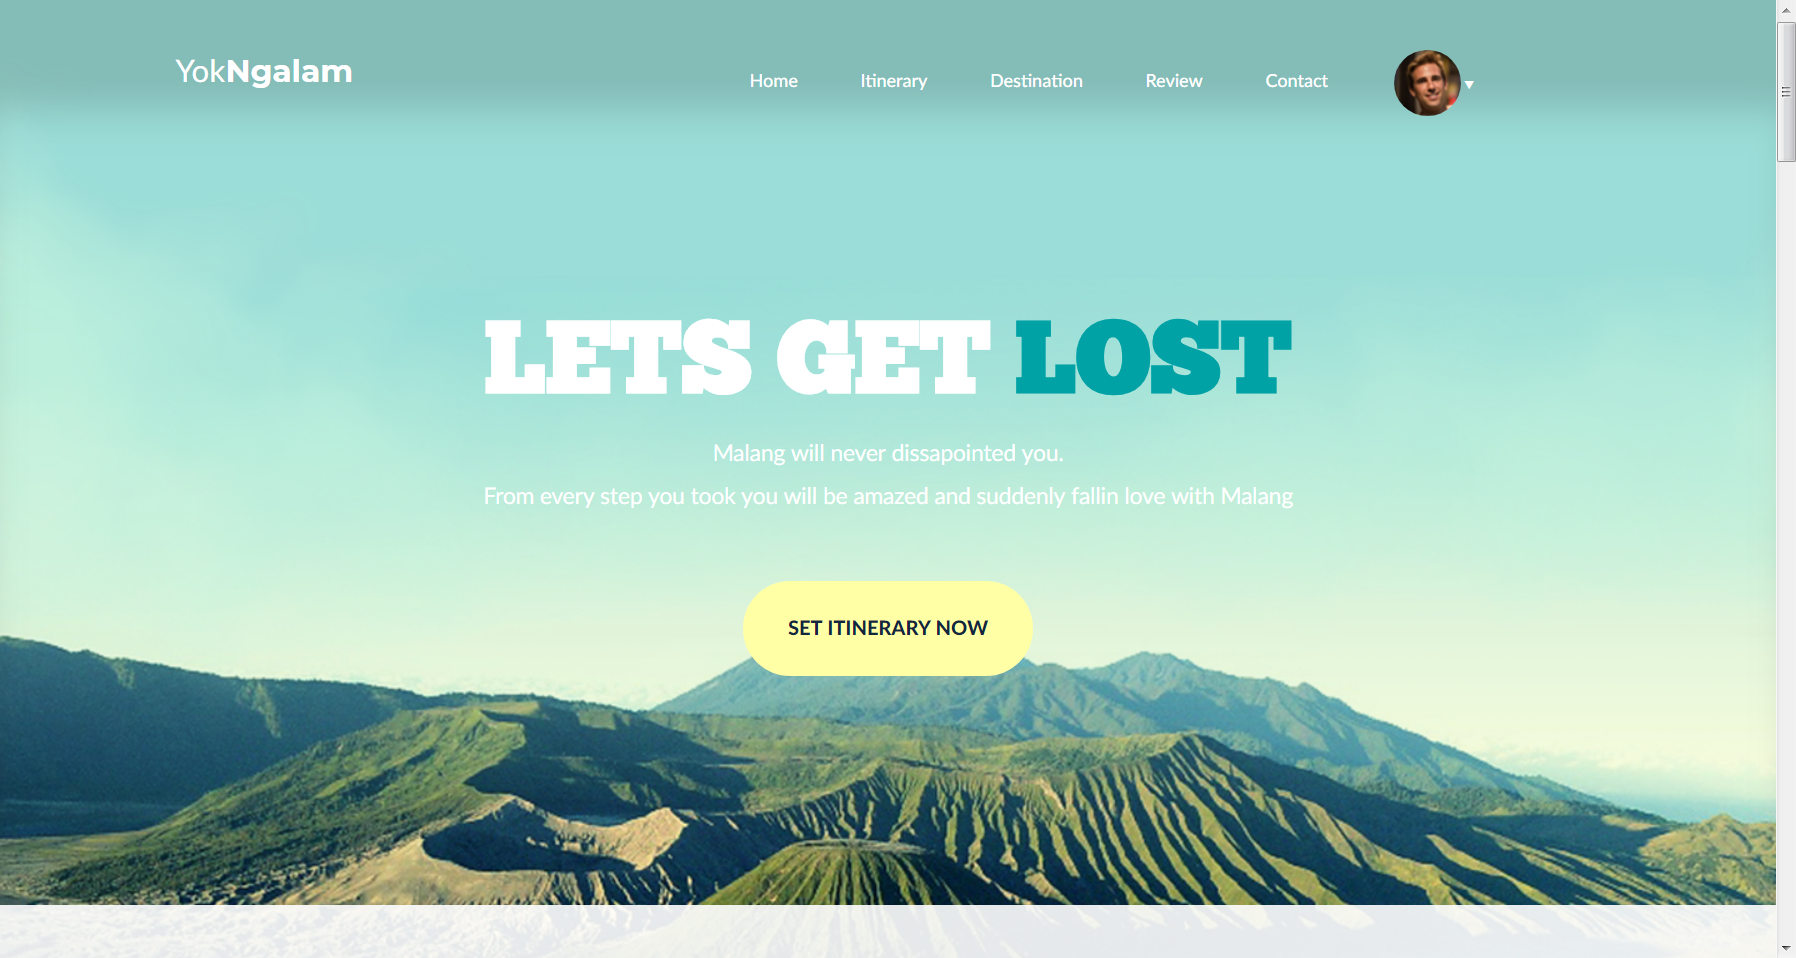 YokNgalam
Home Itinerary Destination Review Contact
LETS GET LOST
Malang will never dissapointed you.
From every step you took you will be amazed and suddenly fallin love with Malang
SET ITINERARY NOW